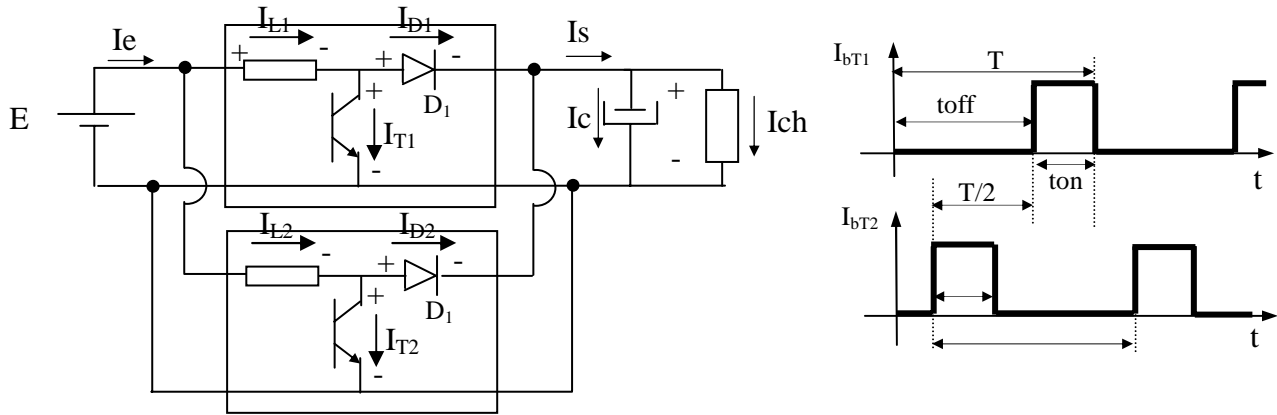 I_L1 I_D1 Is
Ie + - + - 
E D_1 + I_T1 - Ic + - Ich
I_L2 I_D2
- + -
D_1 + I_T2 -
I_bT1
T
toff
ton
t
T/2
I_bT2
t